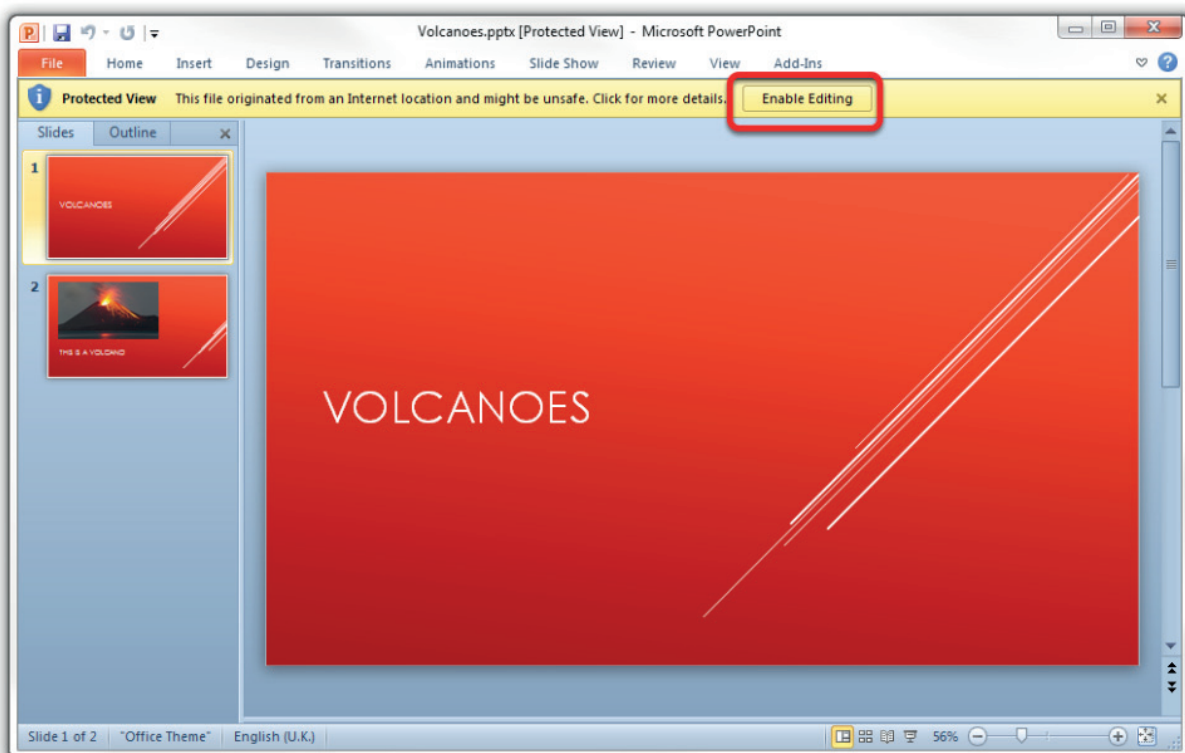 Volcanoes.pptx [Protected View] - Microsoft PowerPoint
File Home Insert Design Transitions Animations Slide Show Review View Add-Ins
Protected View This file originated from an Internet location and might be unsafe. Click for more details. Enable Editing
Slides Outline
1
VOLCANOES
2
THIS IS A VOLCANO
VOLCANOES
Slide 1 of 2 "Office Theme" English (U.K.) 56%